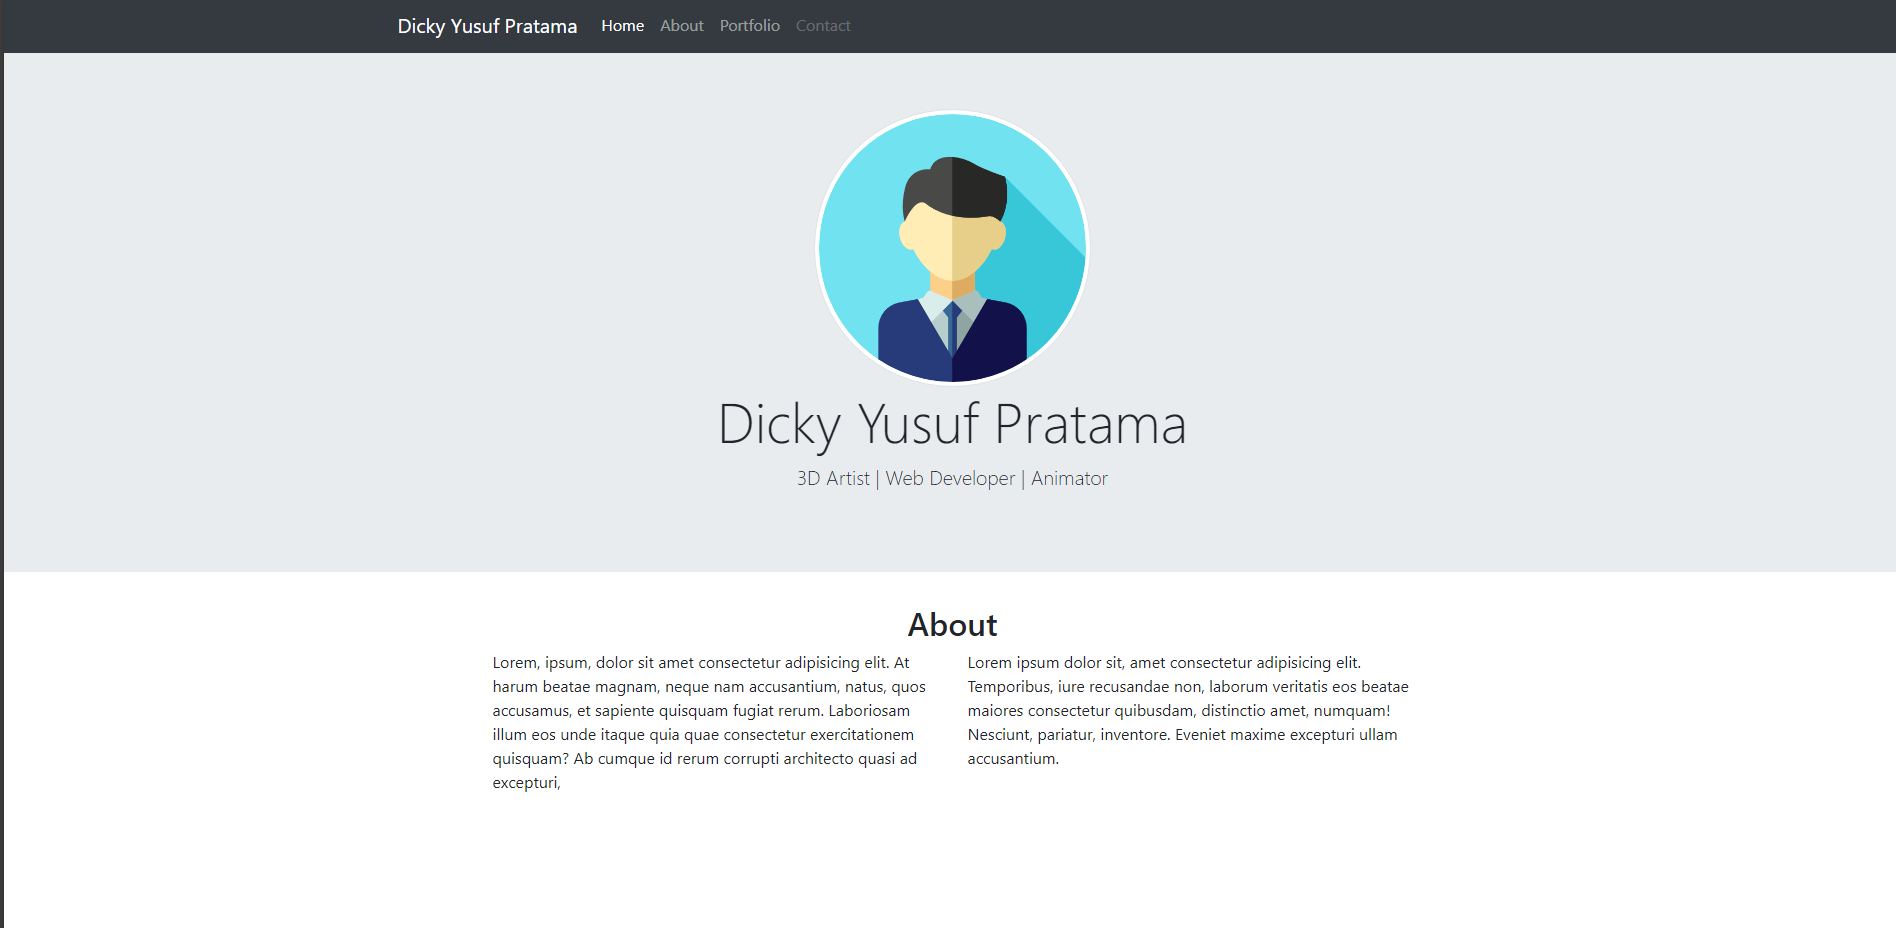 Dicky Yusuf Pratama Home About Portfolio Contact
Dicky Yusuf Pratama
3D Artist | Web Developer | Animator
About
Lorem, ipsum, dolor sit amet consectetur adipisicing elit. At
harum beatae magnam, neque nam accusantium, natus, quos
accusamus, et sapiente quisquam fugiat rerum. Laboriosam
illum eos unde itaque quia quae consectetur exercitationem
quisquam? Ab cumque id rerum corrupti architecto quasi ad
excepturi,
Lorem ipsum dolor sit, amet consectetur adipisicing elit.
Temporibus, iure recusandae non, laborum veritatis eos beatae
maiores consectetur quibusdam, distinctio amet, numquam!
Nesciunt, pariatur, inventore. Eveniet maxime excepturi ullam
accusantium.